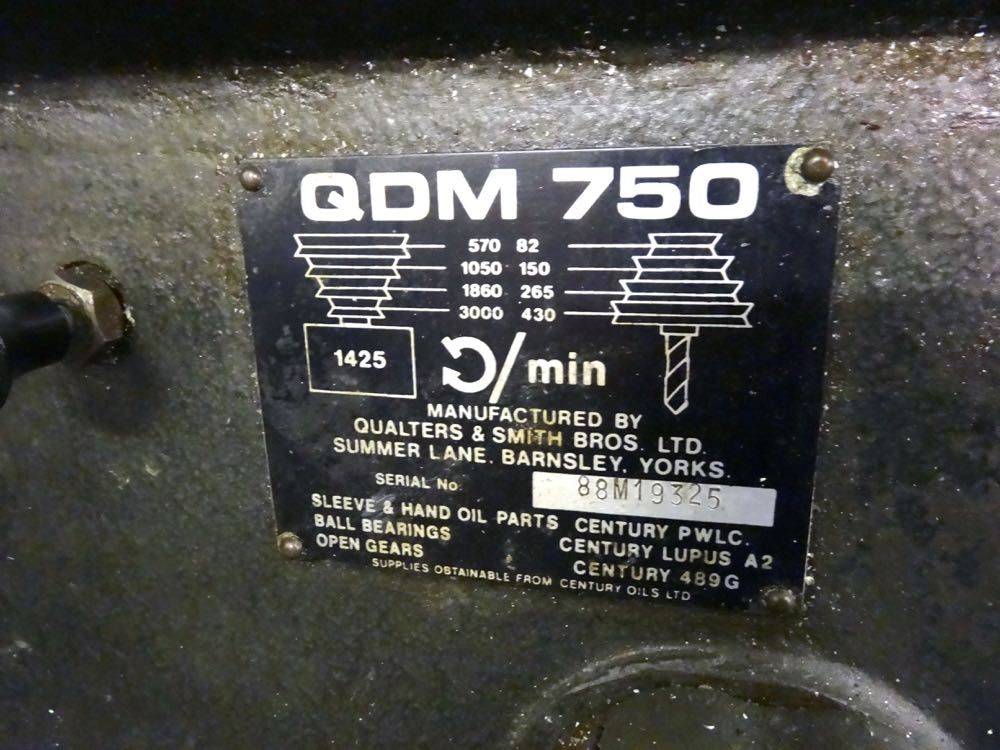 QDM 750
570 82
1050 150
1860 265
3000 430
1425
/min
MANUFACTURED BY
QUALTERS & SMITH BROS. LTD.
SUMMER LANE. BARNSLEY. YORKS.
SERIAL No. 88M19325
SLEEVE & HAND OIL PARTS CENTURY PWLC.
BALL BEARINGS CENTURY LUPUS A2
OPEN GEARS CENTURY 489G
SUPPLIES OBTAINABLE FROM CENTURY OILS LTD